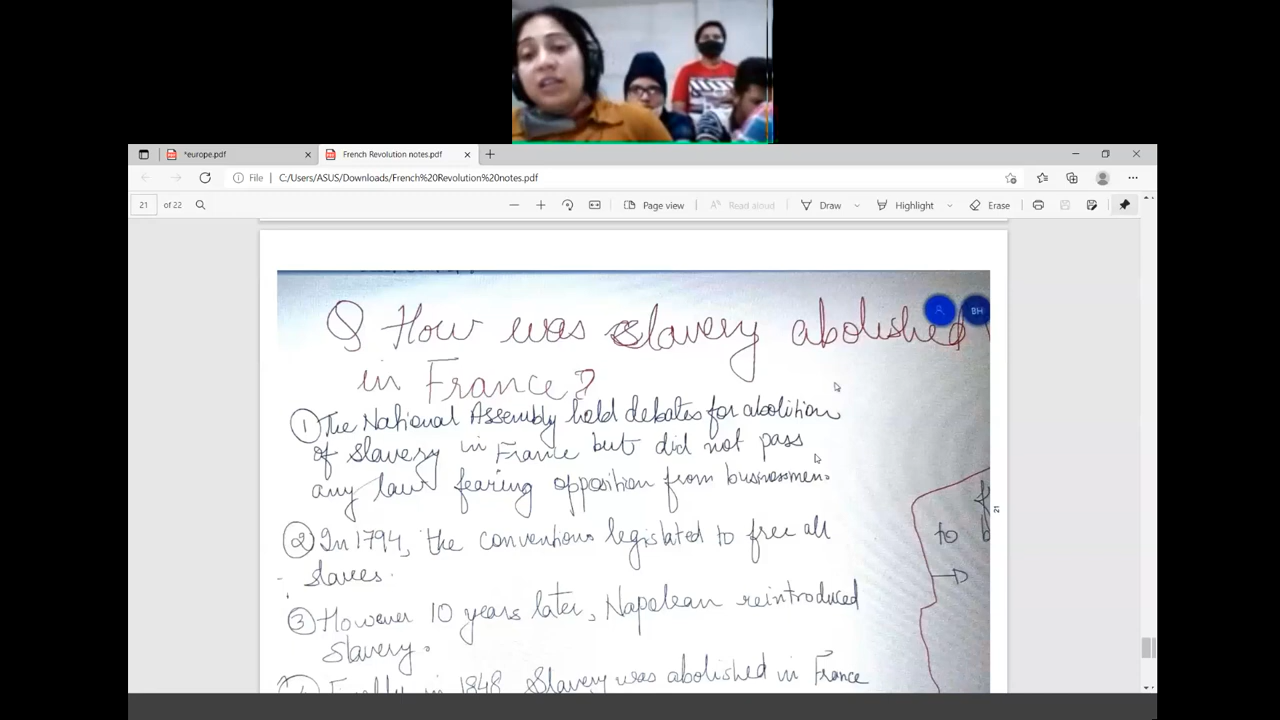 *europe.pdf
French Revolution notes.pdf
File C:/Users/ASUS/Downloads/French%20Revolution%20notes.pdf
21 of 22 Page view Read aloud Draw Highlight Erase
BH
Q How was slavery abolished
in France?
① The National Assembly held debates for abolition
of slavery in France but did not pass
any law fearing opposition from businessmen.
② In 1794, the conventions legislated to free all
slaves.
③ However 10 years later, Napolean reintroduced
slavery.
Finally in 1848, slavery was abolished in France
to
21